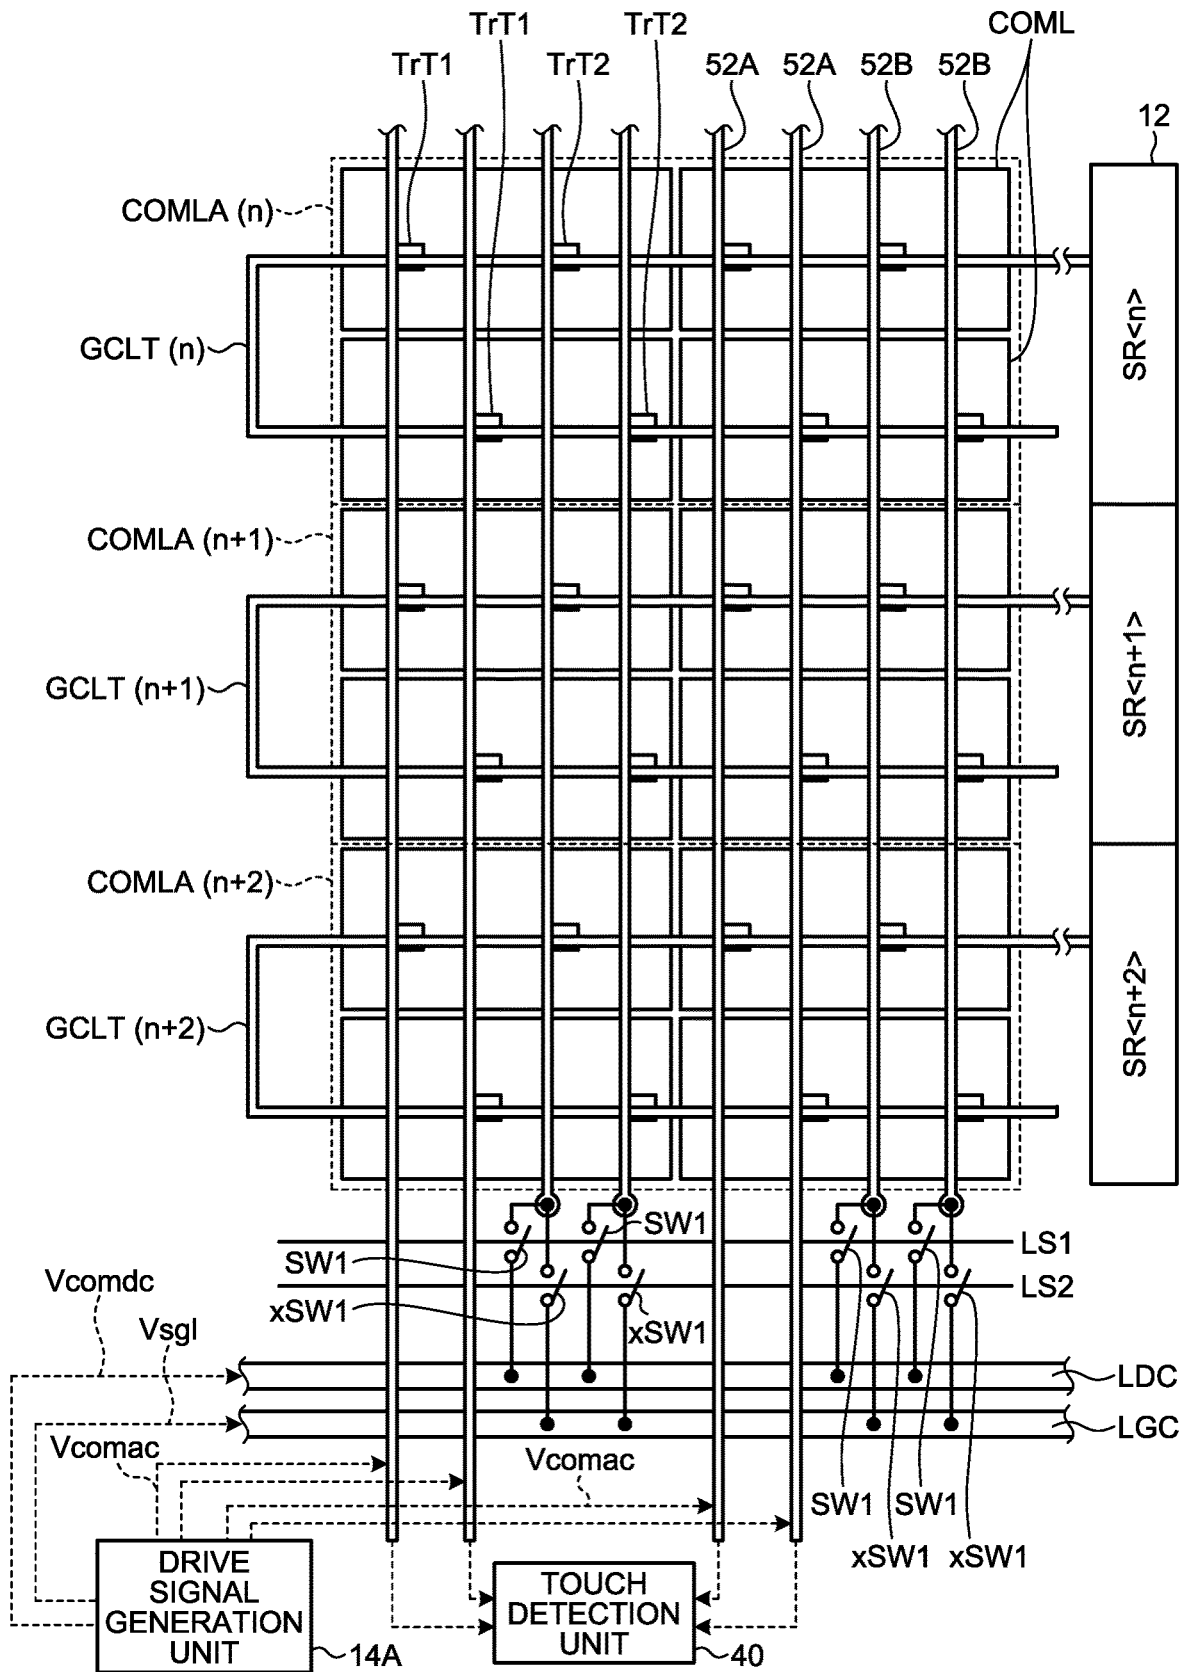 TrT1 TrT2 COML
TrT1 TrT2 52A 52A 52B 52B
12
COMLA (n)
GCLT (n)
SR<n>
COMLA (n+1)
GCLT (n+1)
SR<n+1>
COMLA (n+2)
GCLT (n+2)
SR<n+2>
SW1
LS1
SW1
Vcomdc
LS2
xSW1
Vsgl
xSW1
LDC
LGC
Vcomac
Vcomac
SW1 SW1
xSW1 xSW1
DRIVE
SIGNAL
GENERATION
UNIT
14A
TOUCH
DETECTION
UNIT
40